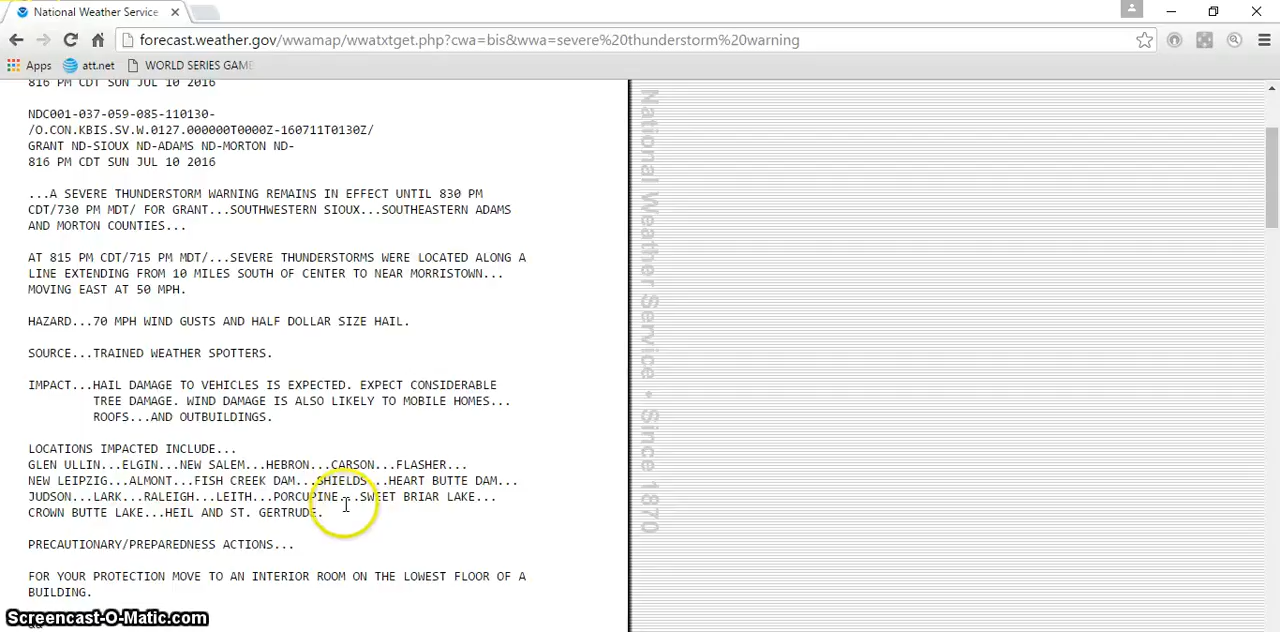 National Weather Service
forecast.weather.gov/wwamap/wwatxtget.php?cwa=bis&wwa=severe%20thunderstorm%20warning
Apps att.net WORLD SERIES GAME
816 PM CDT SUN JUL 10 2016
NDC001-037-059-085-110130-
/O.CON.KBIS.SV.W.0127.000000T0000Z-160711T0130Z/
GRANT ND-SIOUX ND-ADAMS ND-MORTON ND-
816 PM CDT SUN JUL 10 2016
...A SEVERE THUNDERSTORM WARNING REMAINS IN EFFECT UNTIL 830 PM
CDT/730 PM MDT/ FOR GRANT...SOUTHWESTERN SIOUX...SOUTHEASTERN ADAMS
AND MORTON COUNTIES...
AT 815 PM CDT/715 PM MDT/...SEVERE THUNDERSTORMS WERE LOCATED ALONG A
LINE EXTENDING FROM 10 MILES SOUTH OF CENTER TO NEAR MORRISTOWN...
MOVING EAST AT 50 MPH.
HAZARD...70 MPH WIND GUSTS AND HALF DOLLAR SIZE HAIL.
SOURCE...TRAINED WEATHER SPOTTERS.
IMPACT...HAIL DAMAGE TO VEHICLES IS EXPECTED. EXPECT CONSIDERABLE
TREE DAMAGE. WIND DAMAGE IS ALSO LIKELY TO MOBILE HOMES...
ROOFS...AND OUTBUILDINGS.
LOCATIONS IMPACTED INCLUDE...
GLEN ULLIN...ELGIN...NEW SALEM...HEBRON...CARSON...FLASHER...
NEW LEIPZIG...ALMONT...FISH CREEK DAM...SHIELDS...HEART BUTTE DAM...
JUDSON...LARK...RALEIGH...LEITH...PORCUPINE...SWEET BRIAR LAKE...
CROWN BUTTE LAKE...HEIL AND ST. GERTRUDE.
PRECAUTIONARY/PREPAREDNESS ACTIONS...
FOR YOUR PROTECTION MOVE TO AN INTERIOR ROOM ON THE LOWEST FLOOR OF A
BUILDING.
National Weather Service • Since 1870
Screencast-O-Matic.com